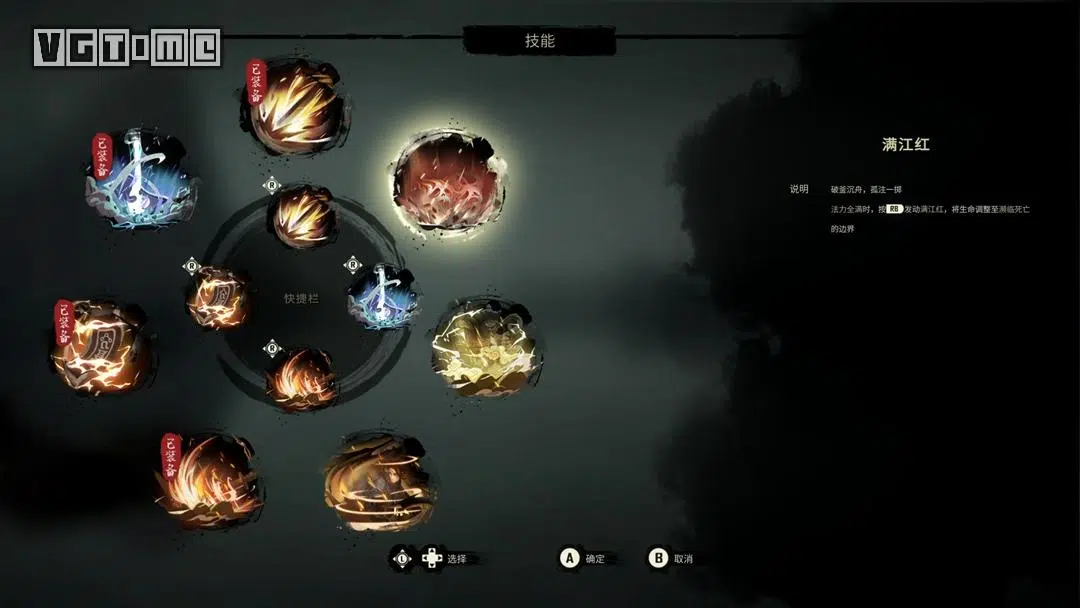 VGTIME
技能
已装备
已装备
R
满江红
说明
破釜沉舟，孤注一掷
法力全满时，按RB发动满江红，将生命调整至濒临死亡
的边界
R
R
快捷栏
已装备
R
已装备
L
选择
A 确定
B 取消